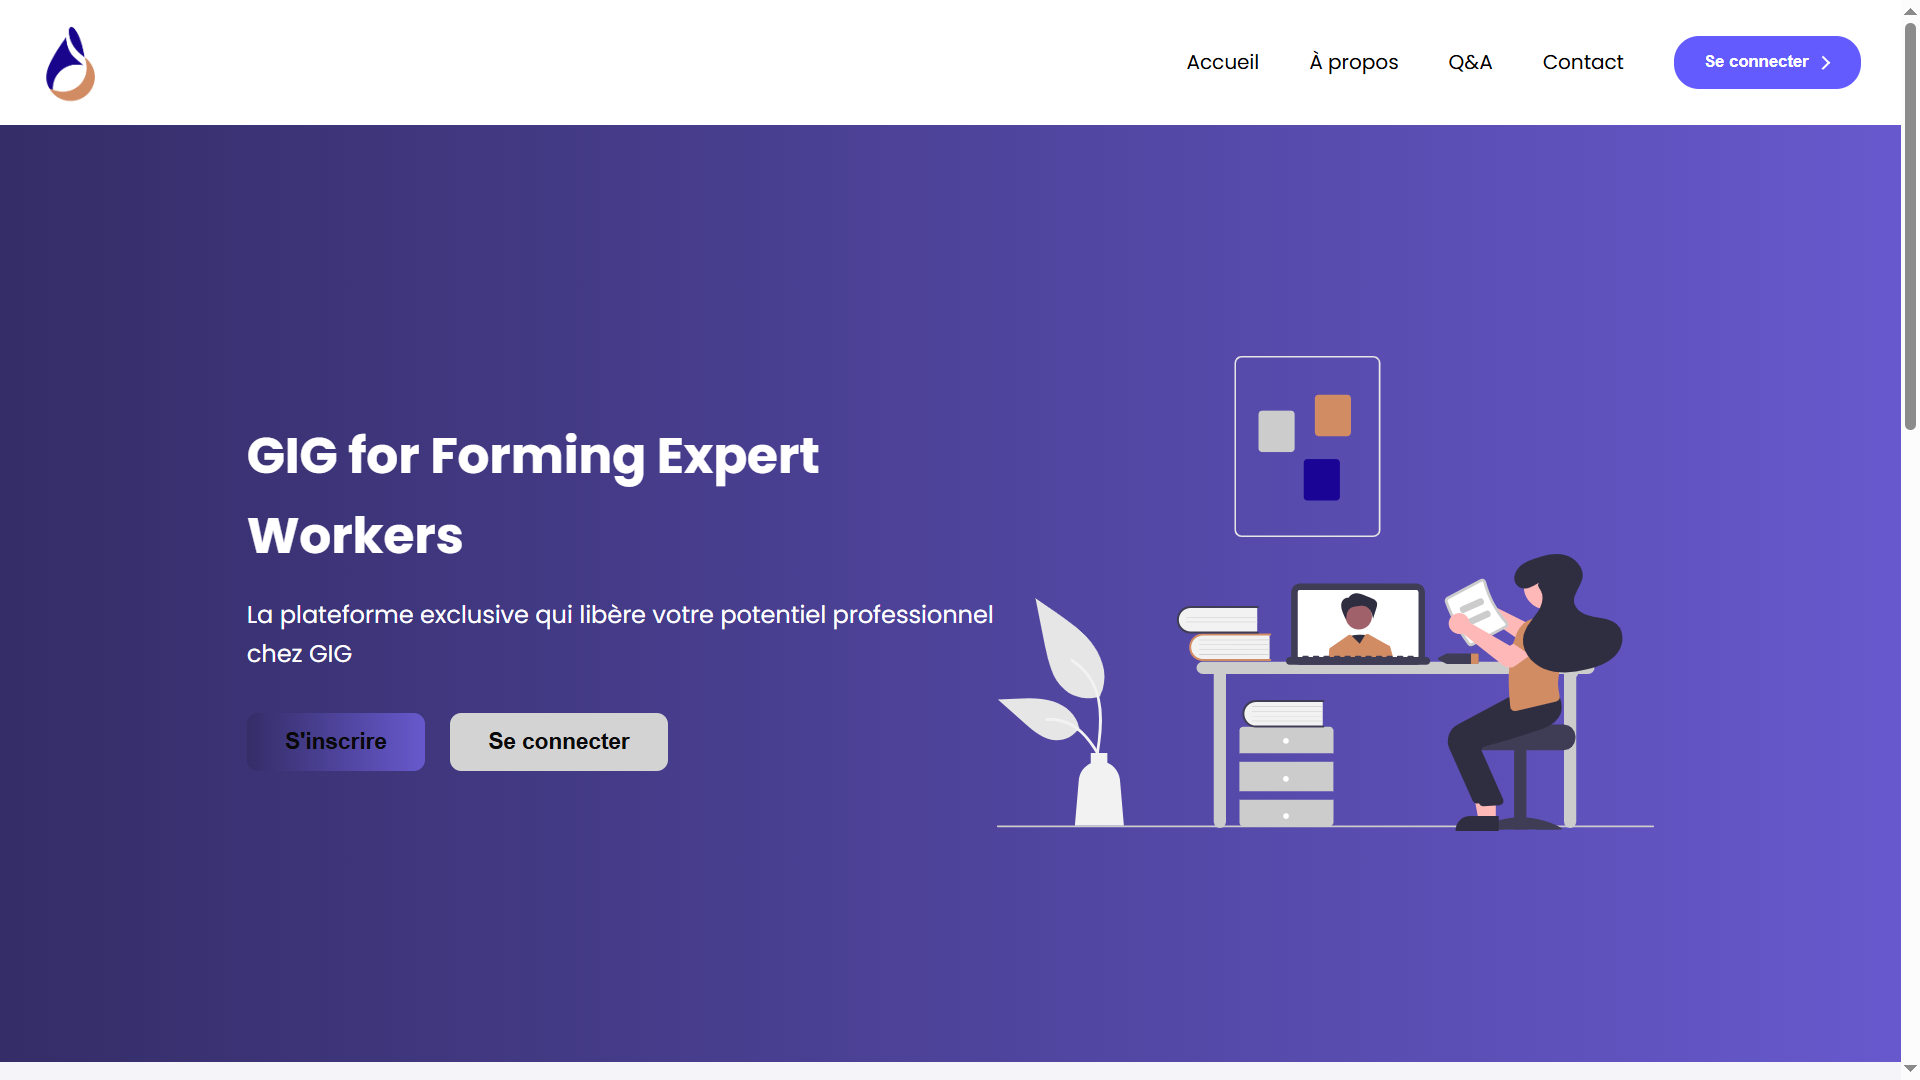 Accueil
À propos
Q&A
Contact
Se connecter
GIG for Forming Expert
Workers
La plateforme exclusive qui libère votre potentiel professionnel
chez GIG
S'inscrire
Se connecter